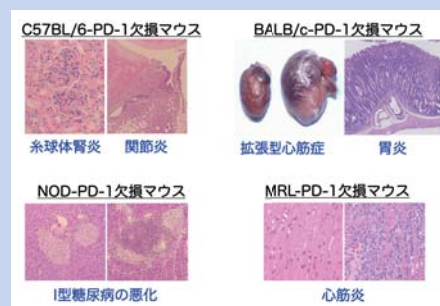 C57BL/6-PD-1欠損マウス
BALB/c-PD-1欠損マウス
糸球体腎炎 関節炎
拡張型心筋症 胃炎
NOD-PD-1欠損マウス
MRL-PD-1欠損マウス
I型糖尿病の悪化
心筋炎